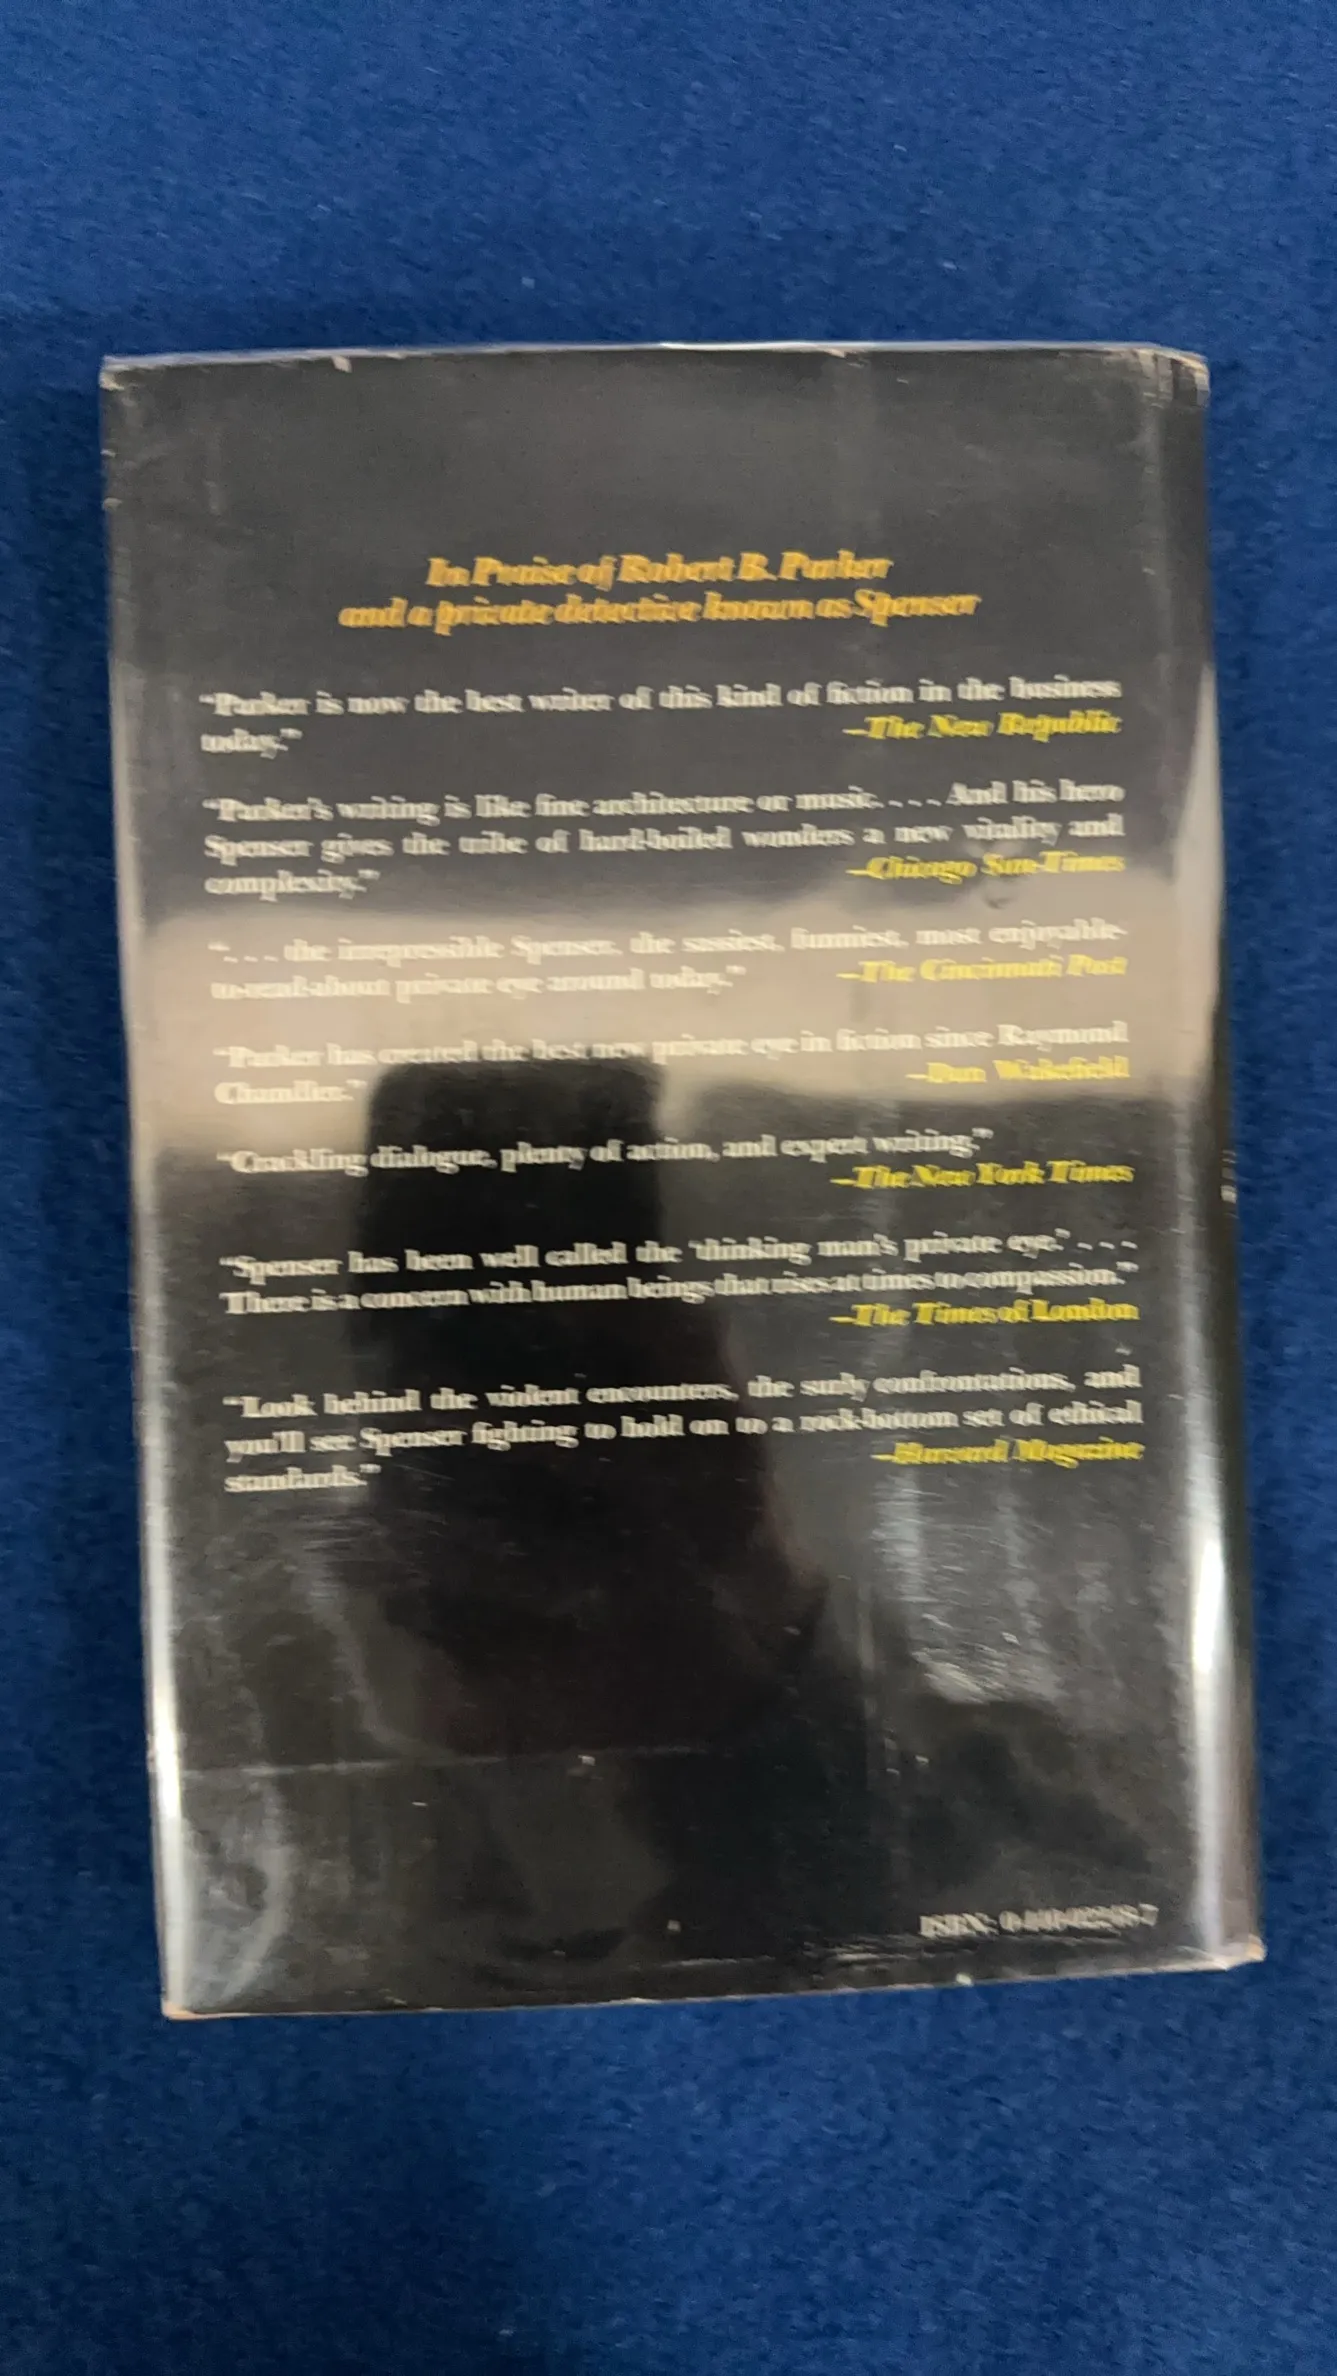 In Praise of Robert B. Parker
and a private detective known as Spenser
“Parker is now the best writer of this kind of fiction in the business
today.” —The New Republic
“Parker's writing is like fine architecture or music. . . . And his hero
Spenser gives the tribe of hard-boiled wonders a new vitality and
complexity.” —Chicago Sun-Times
“. . . the irrepressible Spenser, the sassiest, funniest, most enjoyable-
to-read-about private eye around today.” —The Cincinnati Post
“Parker has created the best new private eye in fiction since Raymond
Chandler.” —Dan Wakefield
“Crackling dialogue, plenty of action, and expert writing.”
—The New York Times
“Spenser has been well called the ‘thinking man's private eye.’ . . .
There is a concern with human beings that rises at times to compassion.”
—The Times of London
“Look behind the violent encounters, the surly confrontations, and
you'll see Spenser fighting to hold on to a rock-bottom set of ethical
standards.” —Harvard Magazine
ISBN: